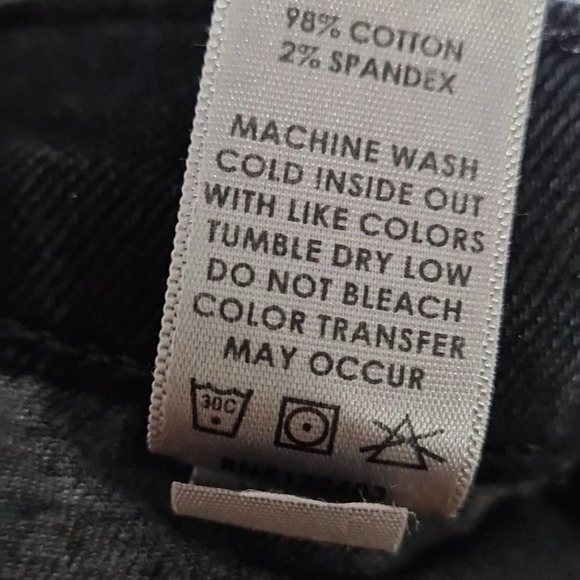 98% COTTON
2% SPANDEX
MACHINE WASH
COLD INSIDE OUT
WITH LIKE COLORS
TUMBLE DRY LOW
DO NOT BLEACH
COLOR TRANSFER
MAY OCCUR
30C